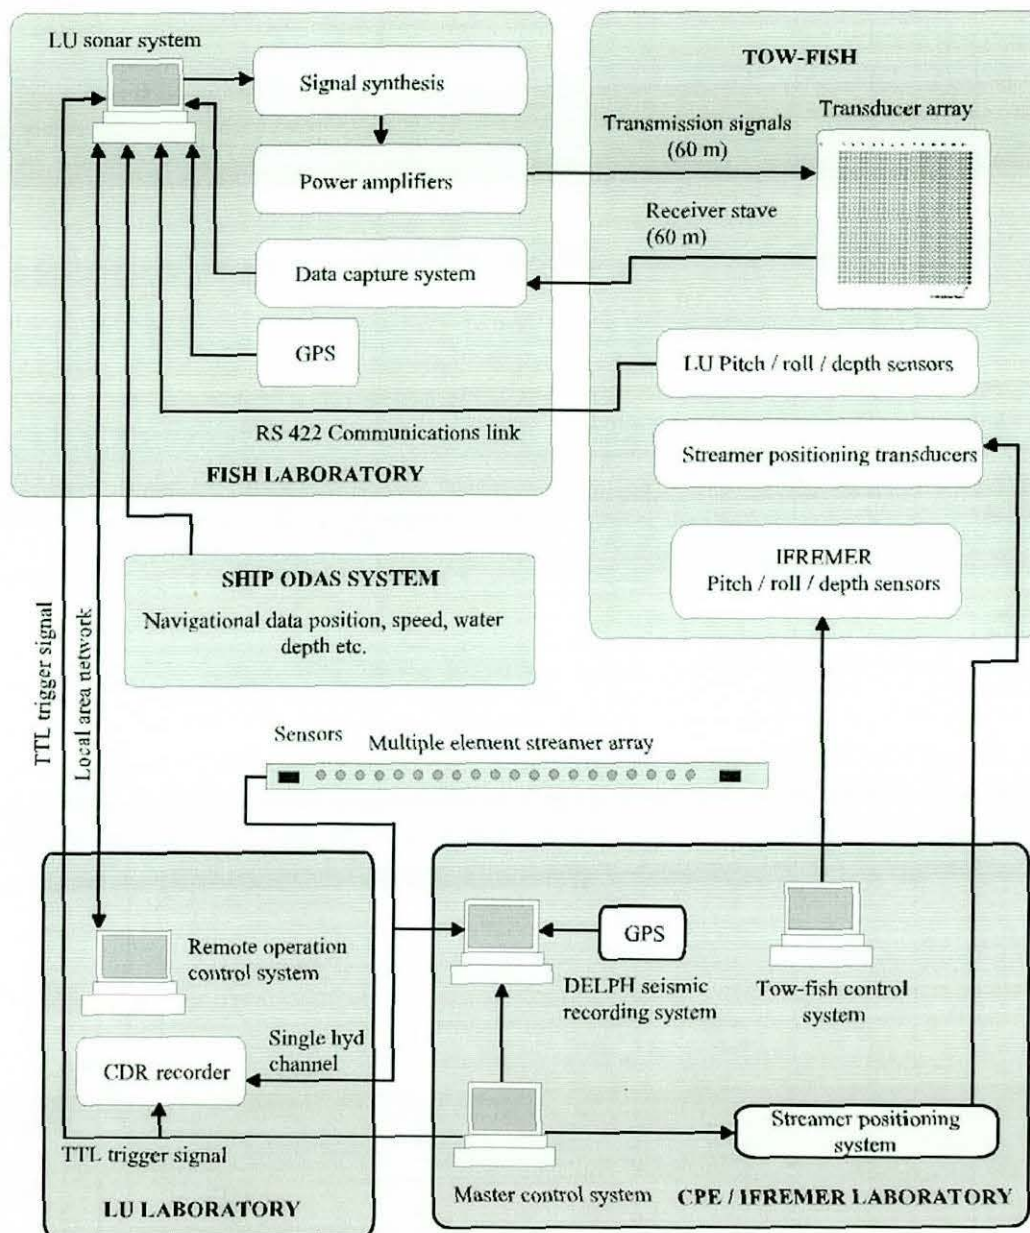 LU sonar system
Signal synthesis
Power amplifiers
Data capture system
GPS
RS 422 Communications link
FISH LABORATORY
TOW-FISH
Transducer array
Transmission signals
(60 m)
Receiver stave
(60 m)
LU Pitch / roll / depth sensors
Streamer positioning transducers
IFREMER
Pitch / roll / depth sensors
SHIP ODAS SYSTEM
Navigational data position, speed, water
depth etc.
TTL trigger signal
Local area network
Sensors
Multiple element streamer array
Remote operation
control system
Single hyd
channel
CDR recorder
TTL trigger signal
LU LABORATORY
GPS
DELPH seismic
recording system
Tow-fish control
system
Streamer positioning
system
Master control system
CPE / IFREMER LABORATORY